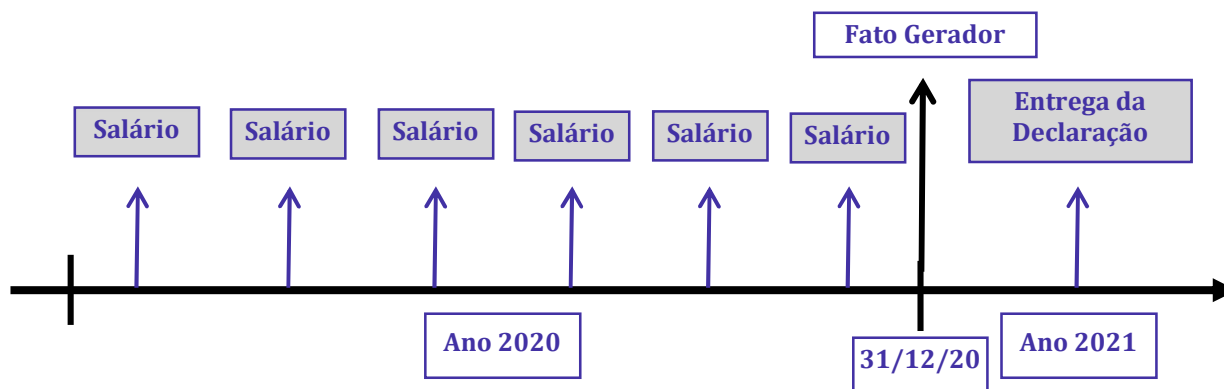 Fato Gerador
Salário
Salário
Salário
Salário
Salário
Salário
Entrega da
Declaração
Ano 2020
31/12/20
Ano 2021